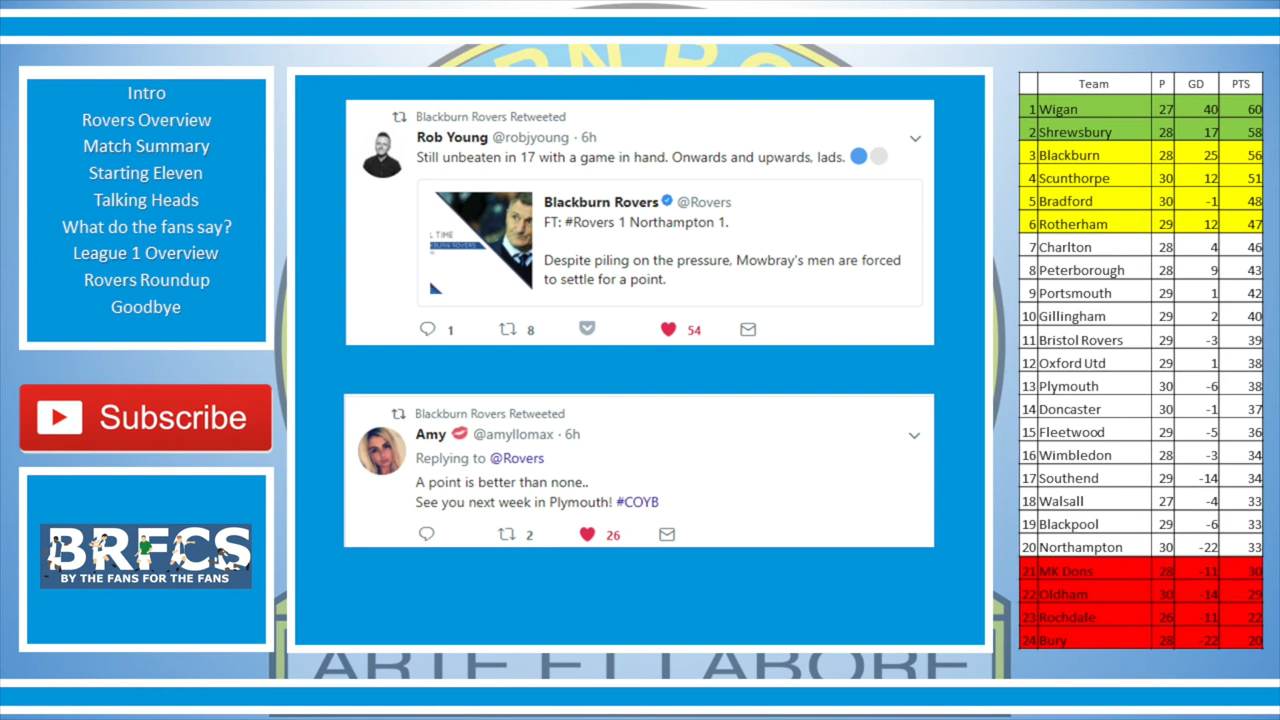 Intro
Rovers Overview
Match Summary
Starting Eleven
Talking Heads
What do the fans say?
League 1 Overview
Rovers Roundup
Goodbye
Subscribe
BRFCS
BY THE FANS FOR THE FANS
Blackburn Rovers Retweeted
Rob Young @robjyoung · 6h
Still unbeaten in 17 with a game in hand. Onwards and upwards, lads.
Blackburn Rovers @Rovers
FT: #Rovers 1 Northampton 1.
Despite piling on the pressure, Mowbray's men are forced
to settle for a point.
1 8 54
Blackburn Rovers Retweeted
Amy @amyllomax · 6h
Replying to @Rovers
A point is better than none..
See you next week in Plymouth! #COYB
2 26
Team P GD PTS
1 Wigan 27 40 60
2 Shrewsbury 28 17 58
3 Blackburn 28 25 56
4 Scunthorpe 30 12 51
5 Bradford 30 -1 48
6 Rotherham 29 12 47
7 Charlton 28 4 46
8 Peterborough 28 9 43
9 Portsmouth 29 1 42
10 Gillingham 29 2 40
11 Bristol Rovers 29 -3 39
12 Oxford Utd 29 1 38
13 Plymouth 30 -6 38
14 Doncaster 30 -1 37
15 Fleetwood 29 -5 36
16 Wimbledon 28 -3 34
17 Southend 29 -14 34
18 Walsall 27 -4 33
19 Blackpool 29 -6 33
20 Northampton 30 -22 33
21 MK Dons 28 -11 30
22 Oldham 30 -14 29
23 Rochdale 26 -11 22
24 Bury 28 -22 20
ARTE ET LABORE